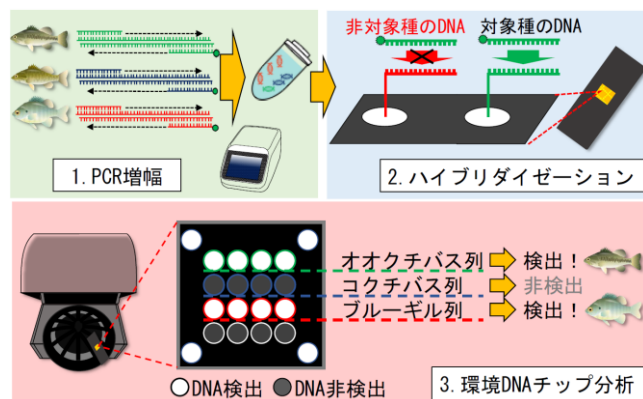 1. PCR増幅
非対象種のDNA
対象種のDNA
2. ハイブリダイゼーション
オオクチバス列
検出！
コクチバス列
非検出
ブルーギル列
検出！
○DNA検出 ●DNA非検出
3. 環境DNAチップ分析